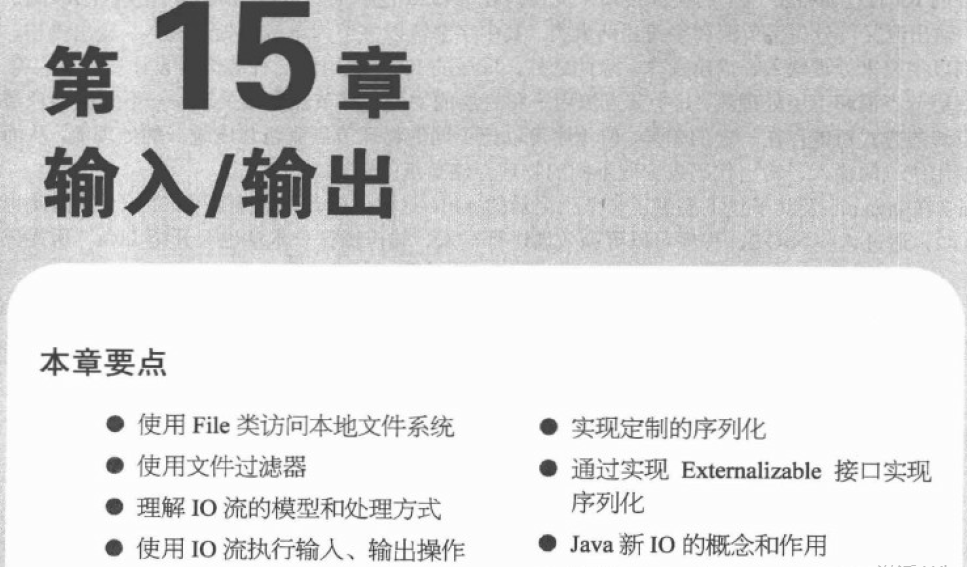 第15章
输入/输出
本章要点
● 使用 File 类访问本地文件系统
● 使用文件过滤器
● 理解 IO 流的模型和处理方式
● 使用 IO 流执行输入、输出操作
● 实现定制的序列化
● 通过实现 Externalizable 接口实现
序列化
● Java 新 IO 的概念和作用